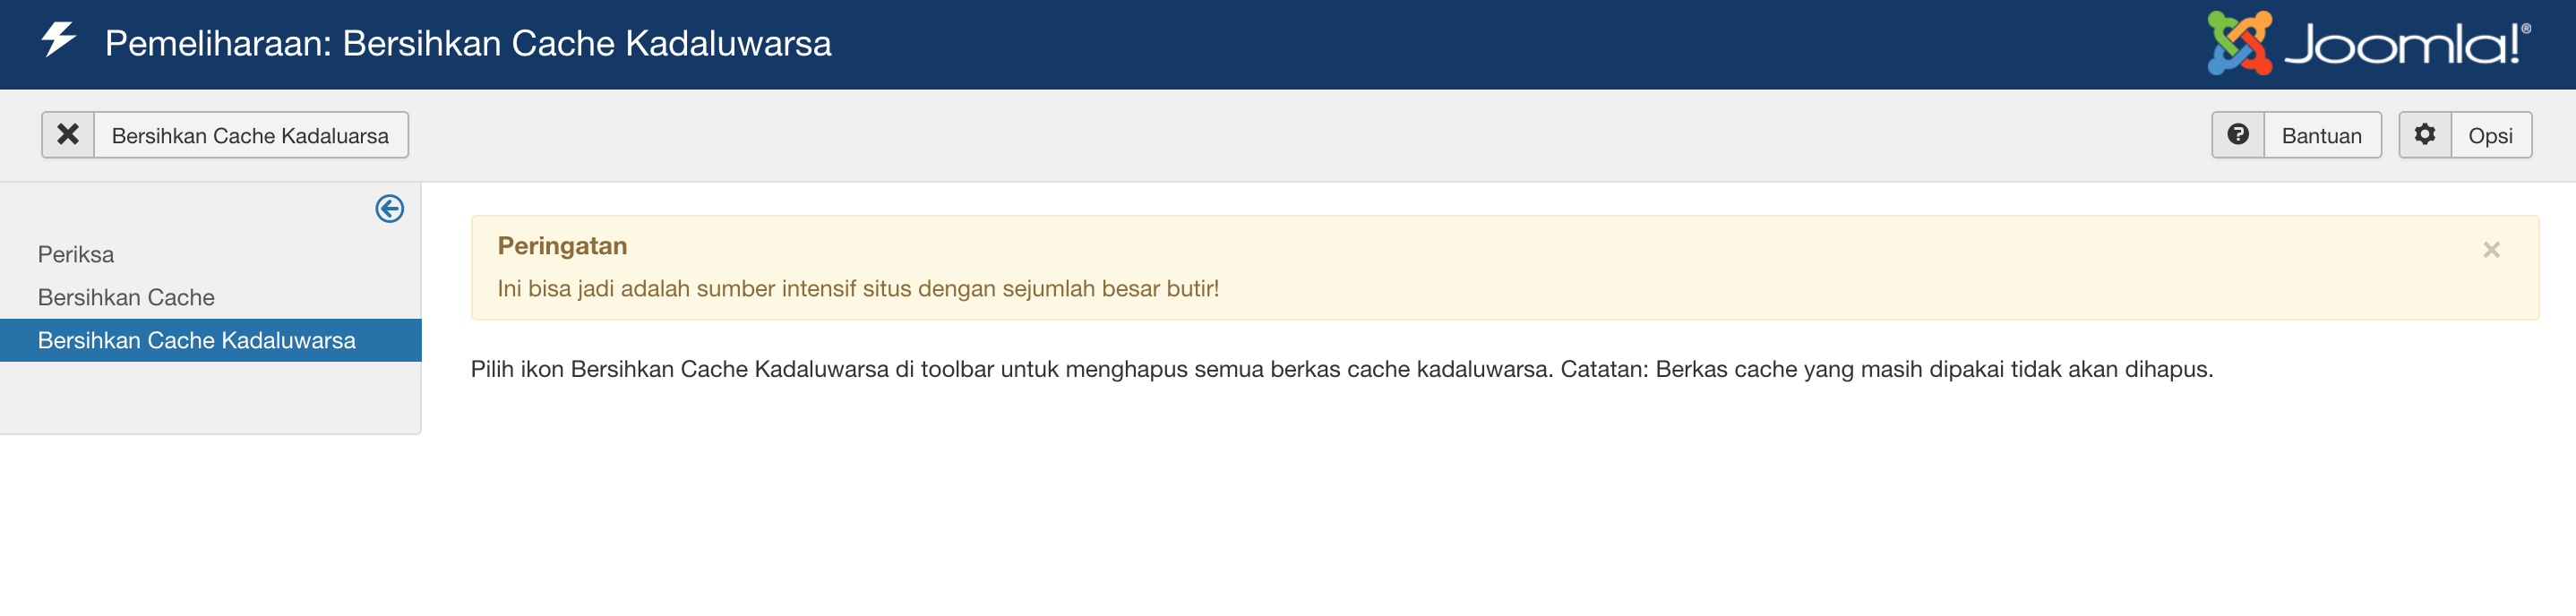 Pemeliharaan: Bersihkan Cache Kadaluwarsa
Joomla!®
Bersihkan Cache Kadaluarsa
Bantuan
Opsi
Periksa
Bersihkan Cache
Bersihkan Cache Kadaluwarsa
Peringatan
Ini bisa jadi adalah sumber intensif situs dengan sejumlah besar butir!
Pilih ikon Bersihkan Cache Kadaluwarsa di toolbar untuk menghapus semua berkas cache kadaluwarsa. Catatan: Berkas cache yang masih dipakai tidak akan dihapus.